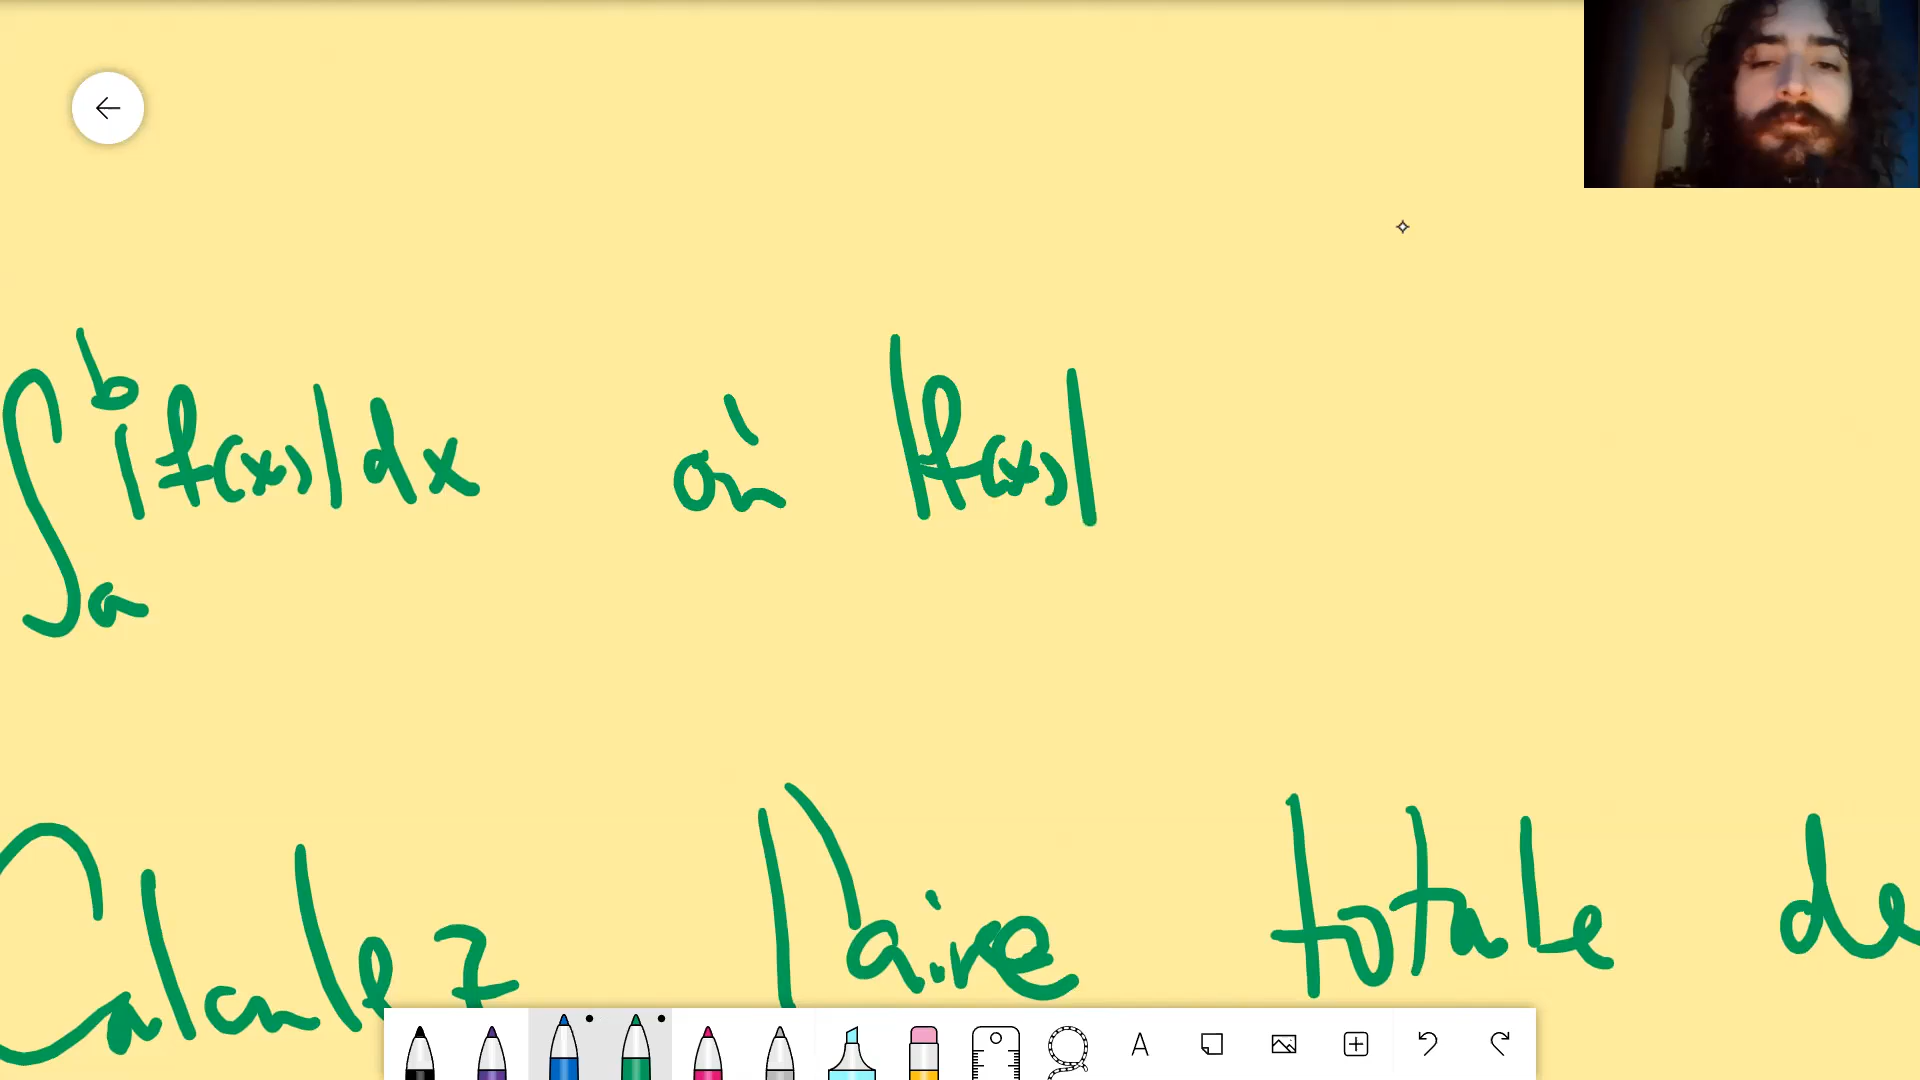 ∫ₐᵇ |f(x)| dx où |f(x)|
Calculez l'aire totale de
A